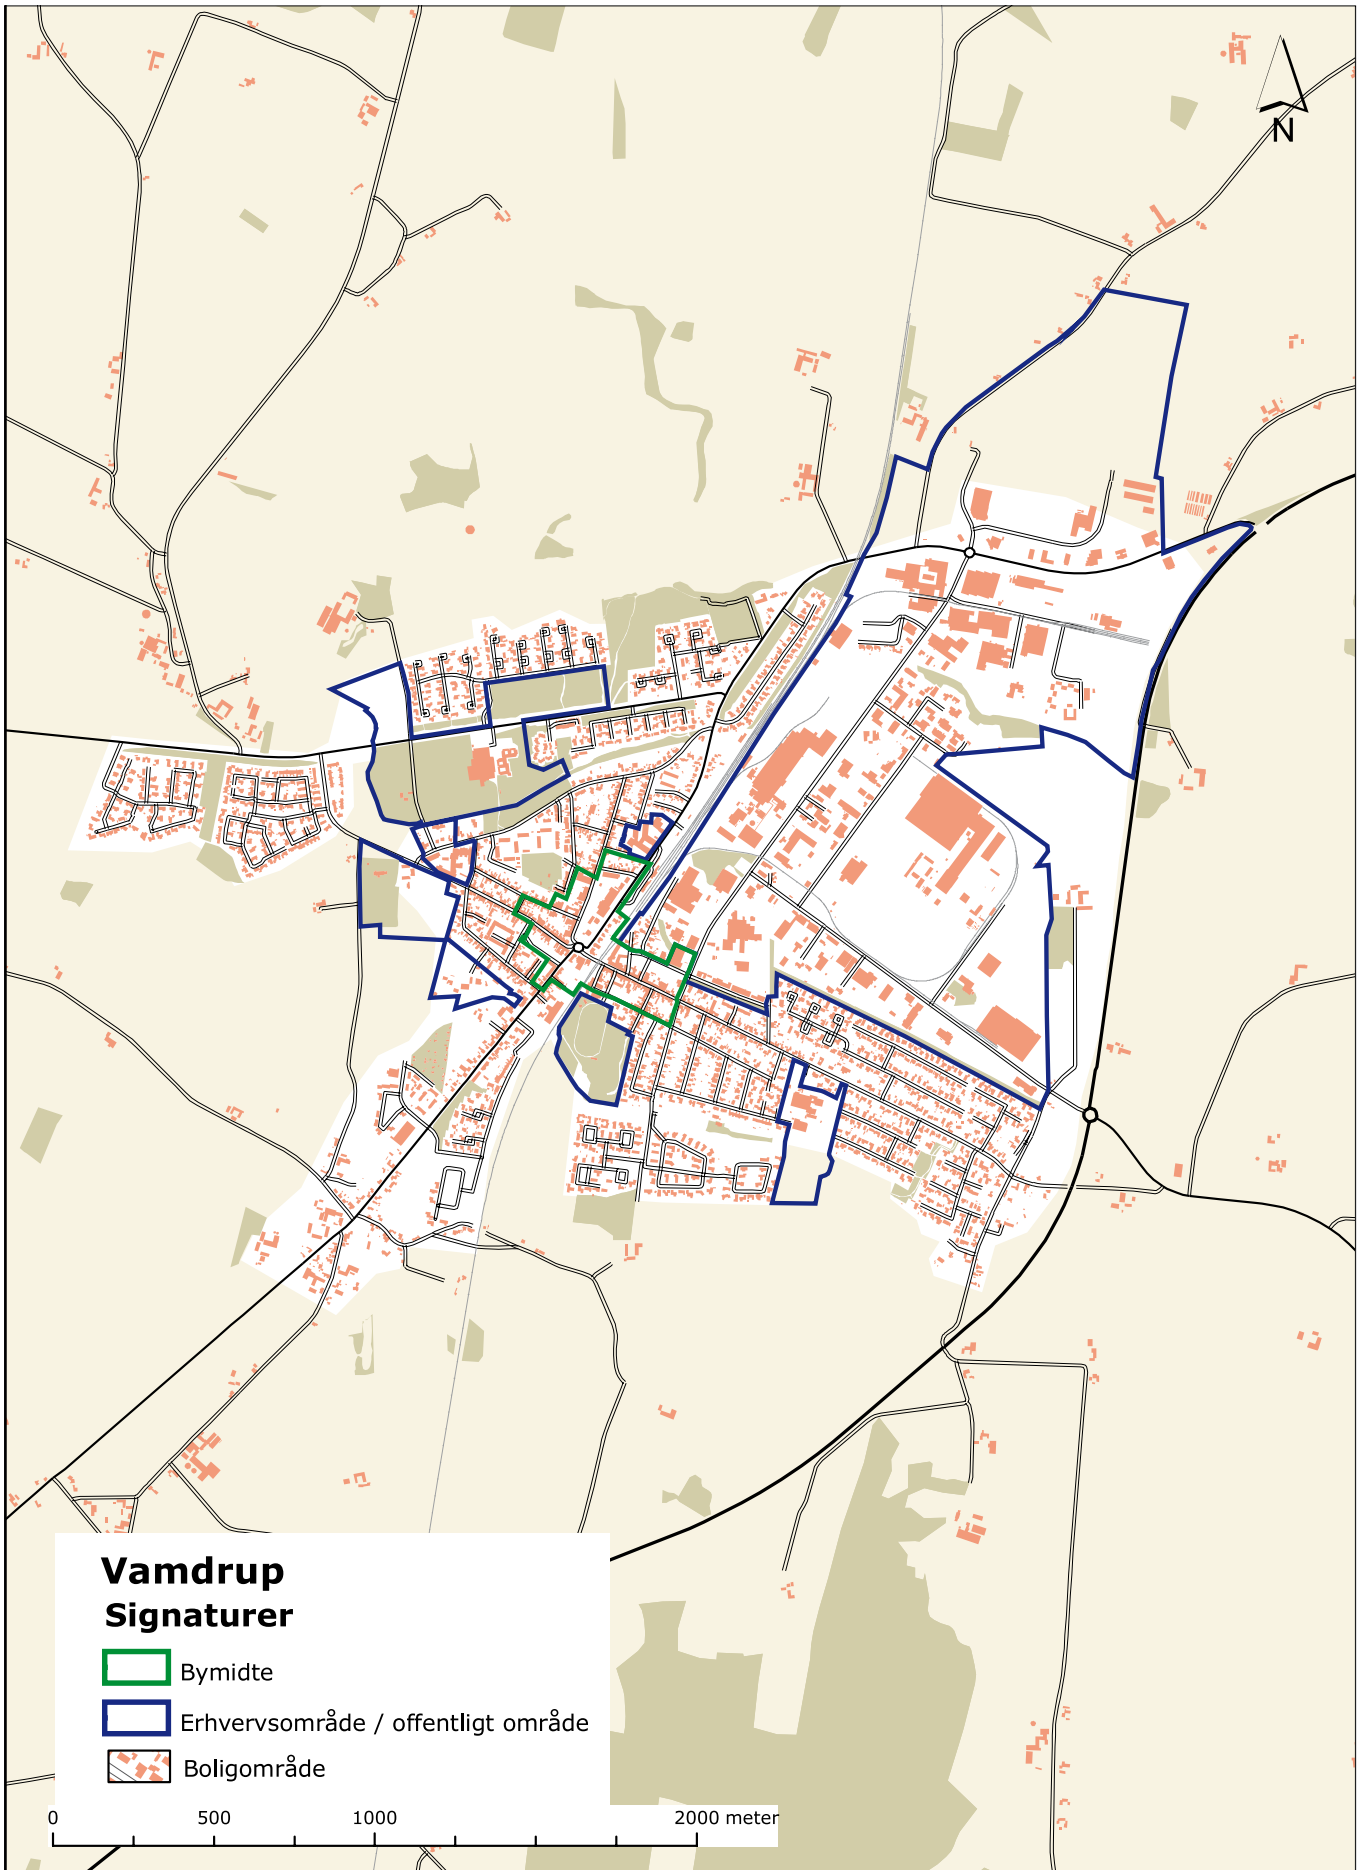 N
Vamdrup
Signaturer
Bymidte
Erhvervsområde / offentligt område
Boligområde
0 500 1000 2000 meter